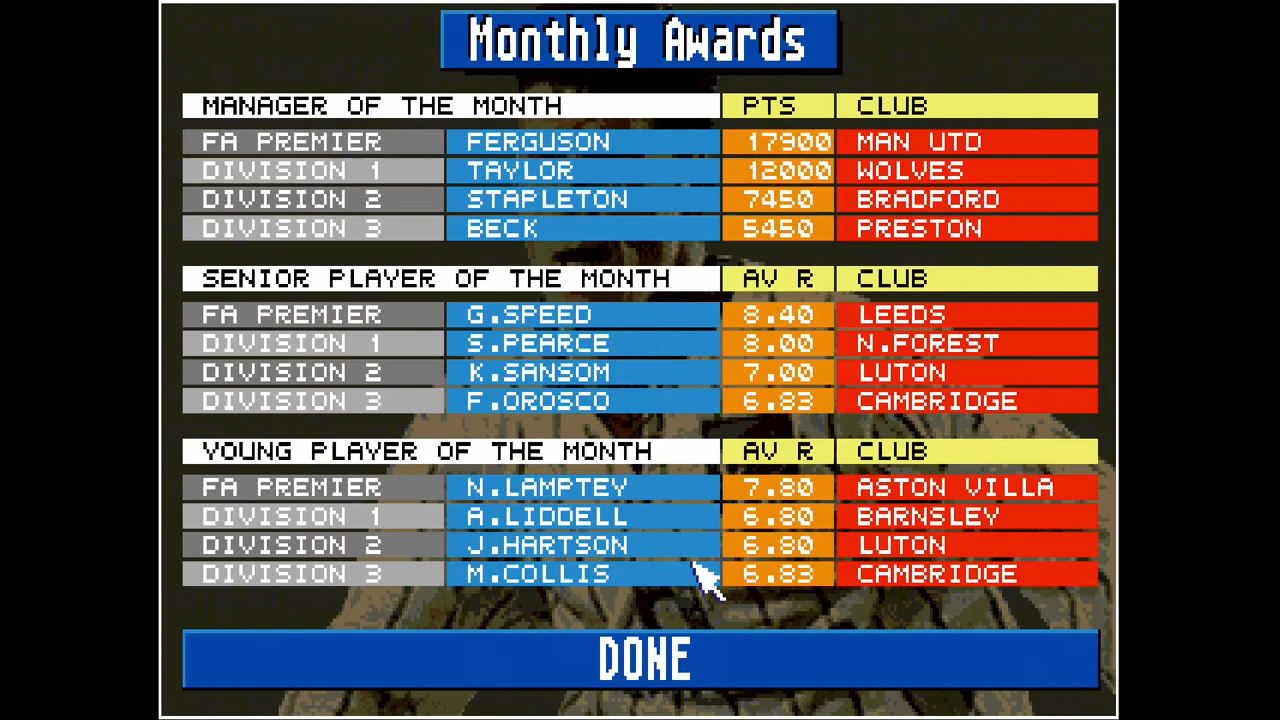 Monthly Awards
MANAGER OF THE MONTH PTS CLUB
FA PREMIER FERGUSON 17900 MAN UTD
DIVISION 1 TAYLOR 12000 WOLVES
DIVISION 2 STAPLETON 7450 BRADFORD
DIVISION 3 BECK 5450 PRESTON
SENIOR PLAYER OF THE MONTH AV R CLUB
FA PREMIER G.SPEED 8.40 LEEDS
DIVISION 1 S.PEARCE 8.00 N.FOREST
DIVISION 2 K.SANSOM 7.00 LUTON
DIVISION 3 F.OROSCO 6.83 CAMBRIDGE
YOUNG PLAYER OF THE MONTH AV R CLUB
FA PREMIER N.LAMPTEY 7.80 ASTON VILLA
DIVISION 1 A.LIDDELL 6.80 BARNSLEY
DIVISION 2 J.HARTSON 6.80 LUTON
DIVISION 3 M.COLLIS 6.83 CAMBRIDGE
DONE